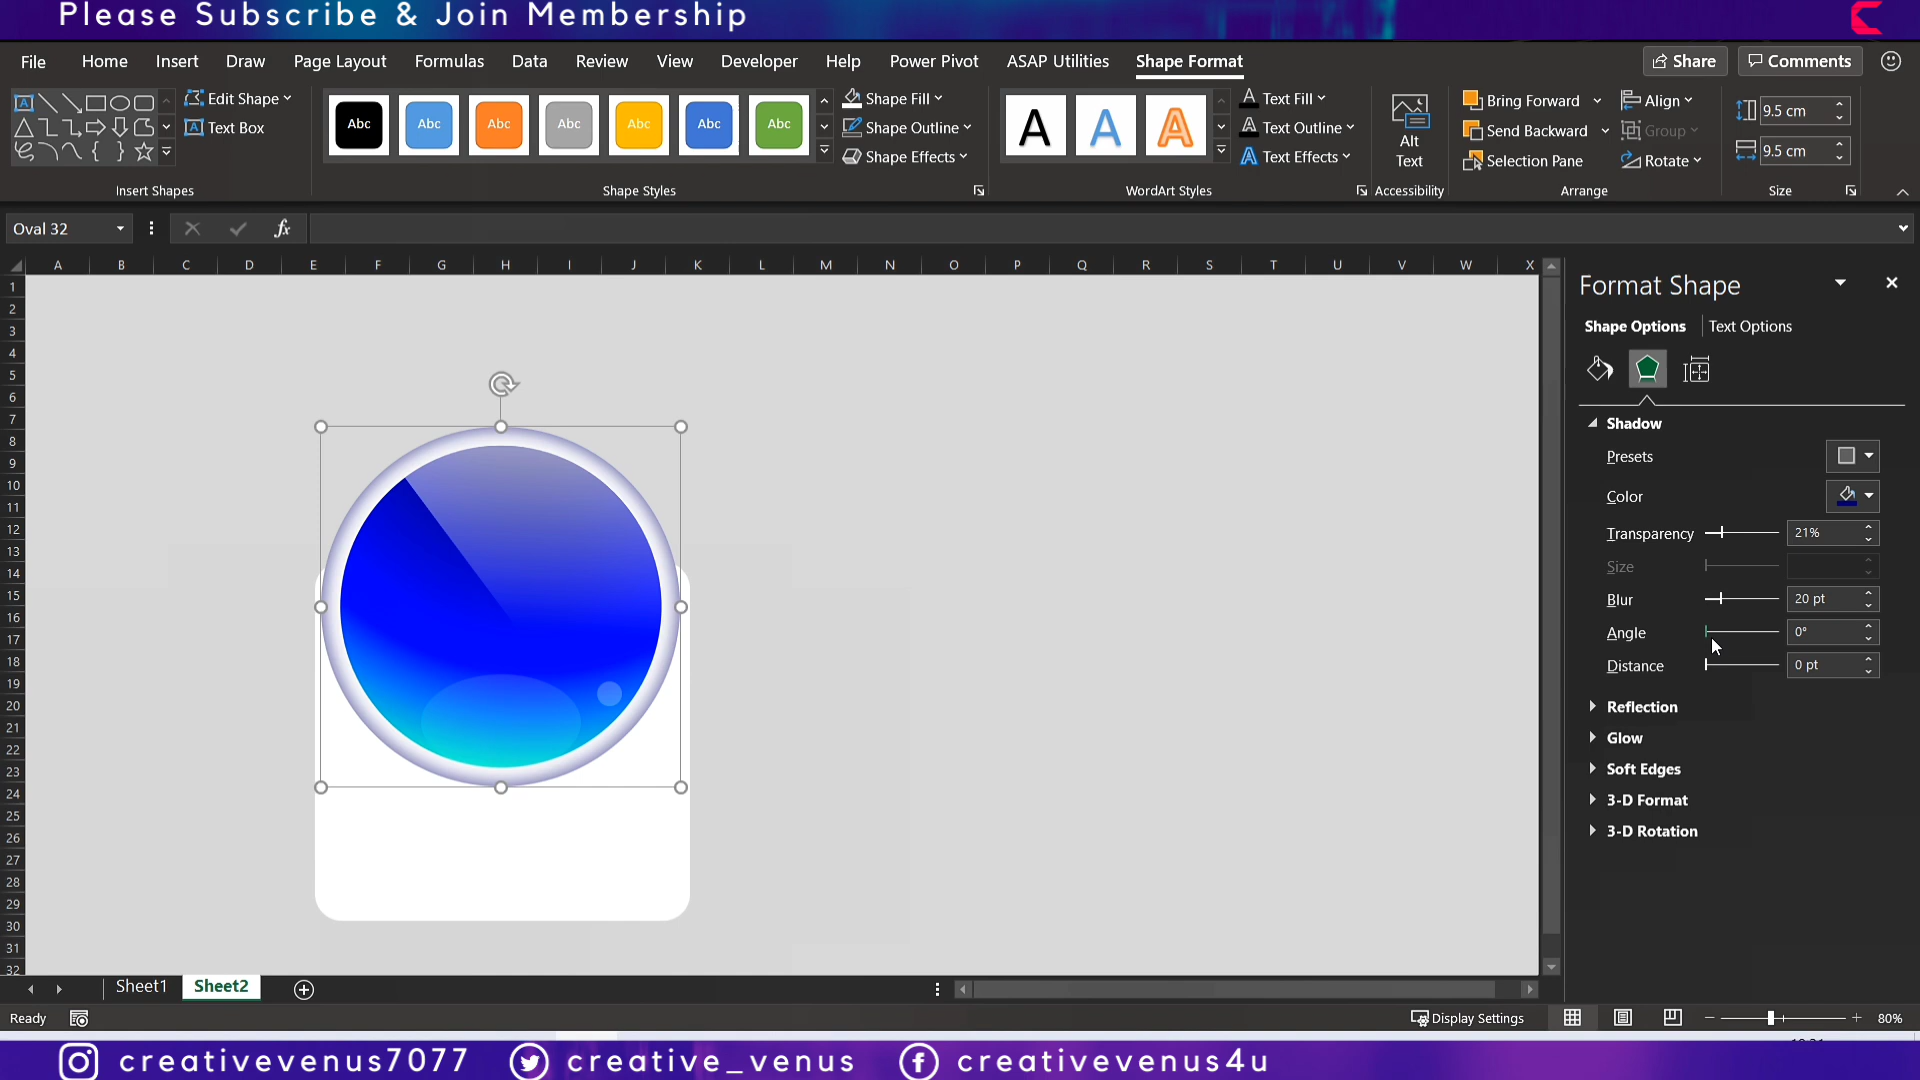 Please Subscribe & Join Membership
File Home Insert Draw Page Layout Formulas Data Review View Developer Help Power Pivot ASAP Utilities Shape Format Share Comments
Edit Shape
Text Box
Insert Shapes
Abc Abc Abc Abc Abc Abc Abc
Shape Fill
Shape Outline
Shape Effects
Shape Styles
A A A
Text Fill
Text Outline
Text Effects
WordArt Styles
Alt
Text
Accessibility
Bring Forward
Send Backward
Selection Pane
Align
Group
Rotate
Arrange
9.5 cm
9.5 cm
Size
Oval 32 fx
A B C D E F G H I J K L M N O P Q R S T U V W X
1
2
3
4
5
6
7
8
9
10
11
12
13
14
15
16
17
18
19
20
21
22
23
24
25
26
27
28
29
30
31
32
Format Shape
Shape Options Text Options
Shadow
Presets
Color
Transparency 21%
Size
Blur 20 pt
Angle 0°
Distance 0 pt
Reflection
Glow
Soft Edges
3-D Format
3-D Rotation
Sheet1 Sheet2
Ready Display Settings 80%
creativevenus7077 creative_venus creativevenus4u